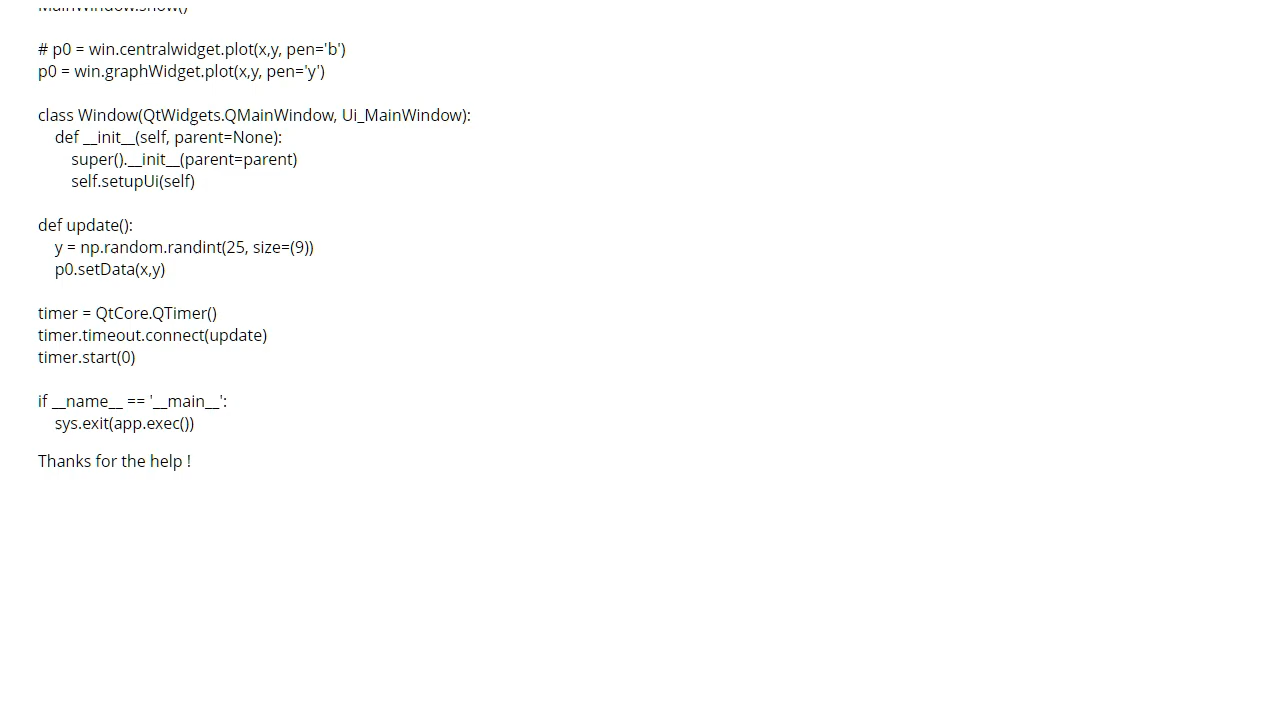 MainWindow.show()
# p0 = win.centralwidget.plot(x,y, pen='b')
p0 = win.graphWidget.plot(x,y, pen='y')
class Window(QtWidgets.QMainWindow, Ui_MainWindow):
def __init__(self, parent=None):
super().__init__(parent=parent)
self.setupUi(self)
def update():
y = np.random.randint(25, size=(9))
p0.setData(x,y)
timer = QtCore.QTimer()
timer.timeout.connect(update)
timer.start(0)
if __name__ == '__main__':
sys.exit(app.exec())
Thanks for the help !